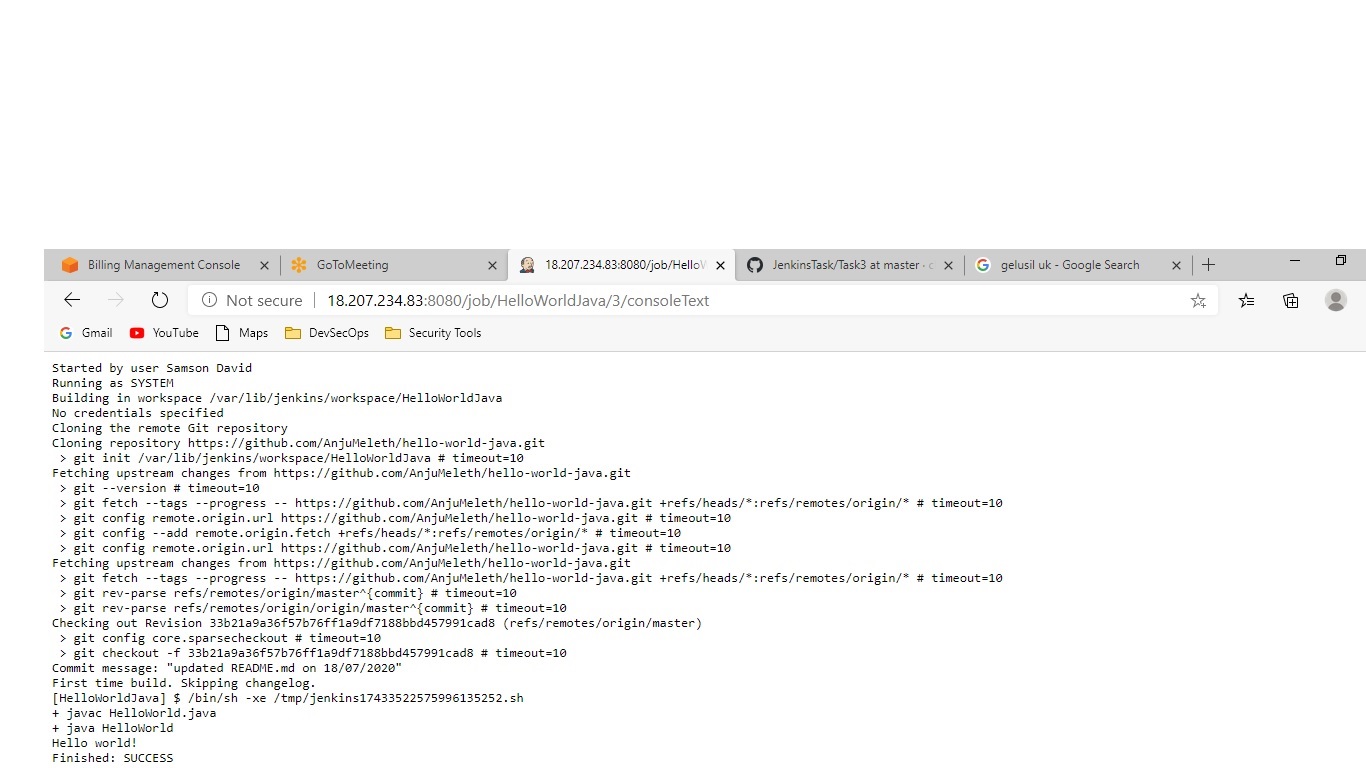 Billing Management Console
GoToMeeting
18.207.234.83:8080/job/HelloW
JenkinsTask/Task3 at master · c
gelusil uk - Google Search
Not secure
18.207.234.83:8080/job/HelloWorldJava/3/consoleText
Gmail YouTube Maps DevSecOps Security Tools
Started by user Samson David
Running as SYSTEM
Building in workspace /var/lib/jenkins/workspace/HelloWorldJava
No credentials specified
Cloning the remote Git repository
Cloning repository https://github.com/AnjuMeleth/hello-world-java.git
 > git init /var/lib/jenkins/workspace/HelloWorldJava # timeout=10
Fetching upstream changes from https://github.com/AnjuMeleth/hello-world-java.git
 > git --version # timeout=10
 > git fetch --tags --progress -- https://github.com/AnjuMeleth/hello-world-java.git +refs/heads/*:refs/remotes/origin/* # timeout=10
 > git config remote.origin.url https://github.com/AnjuMeleth/hello-world-java.git # timeout=10
 > git config --add remote.origin.fetch +refs/heads/*:refs/remotes/origin/* # timeout=10
 > git config remote.origin.url https://github.com/AnjuMeleth/hello-world-java.git # timeout=10
Fetching upstream changes from https://github.com/AnjuMeleth/hello-world-java.git
 > git fetch --tags --progress -- https://github.com/AnjuMeleth/hello-world-java.git +refs/heads/*:refs/remotes/origin/* # timeout=10
 > git rev-parse refs/remotes/origin/master^{commit} # timeout=10
 > git rev-parse refs/remotes/origin/origin/master^{commit} # timeout=10
Checking out Revision 33b21a9a36f57b76ff1a9df7188bbd457991cad8 (refs/remotes/origin/master)
 > git config core.sparsecheckout # timeout=10
 > git checkout -f 33b21a9a36f57b76ff1a9df7188bbd457991cad8 # timeout=10
Commit message: "updated README.md on 18/07/2020"
First time build. Skipping changelog.
[HelloWorldJava] $ /bin/sh -xe /tmp/jenkins17433522575996135252.sh
+ javac HelloWorld.java
+ java HelloWorld
Hello world!
Finished: SUCCESS